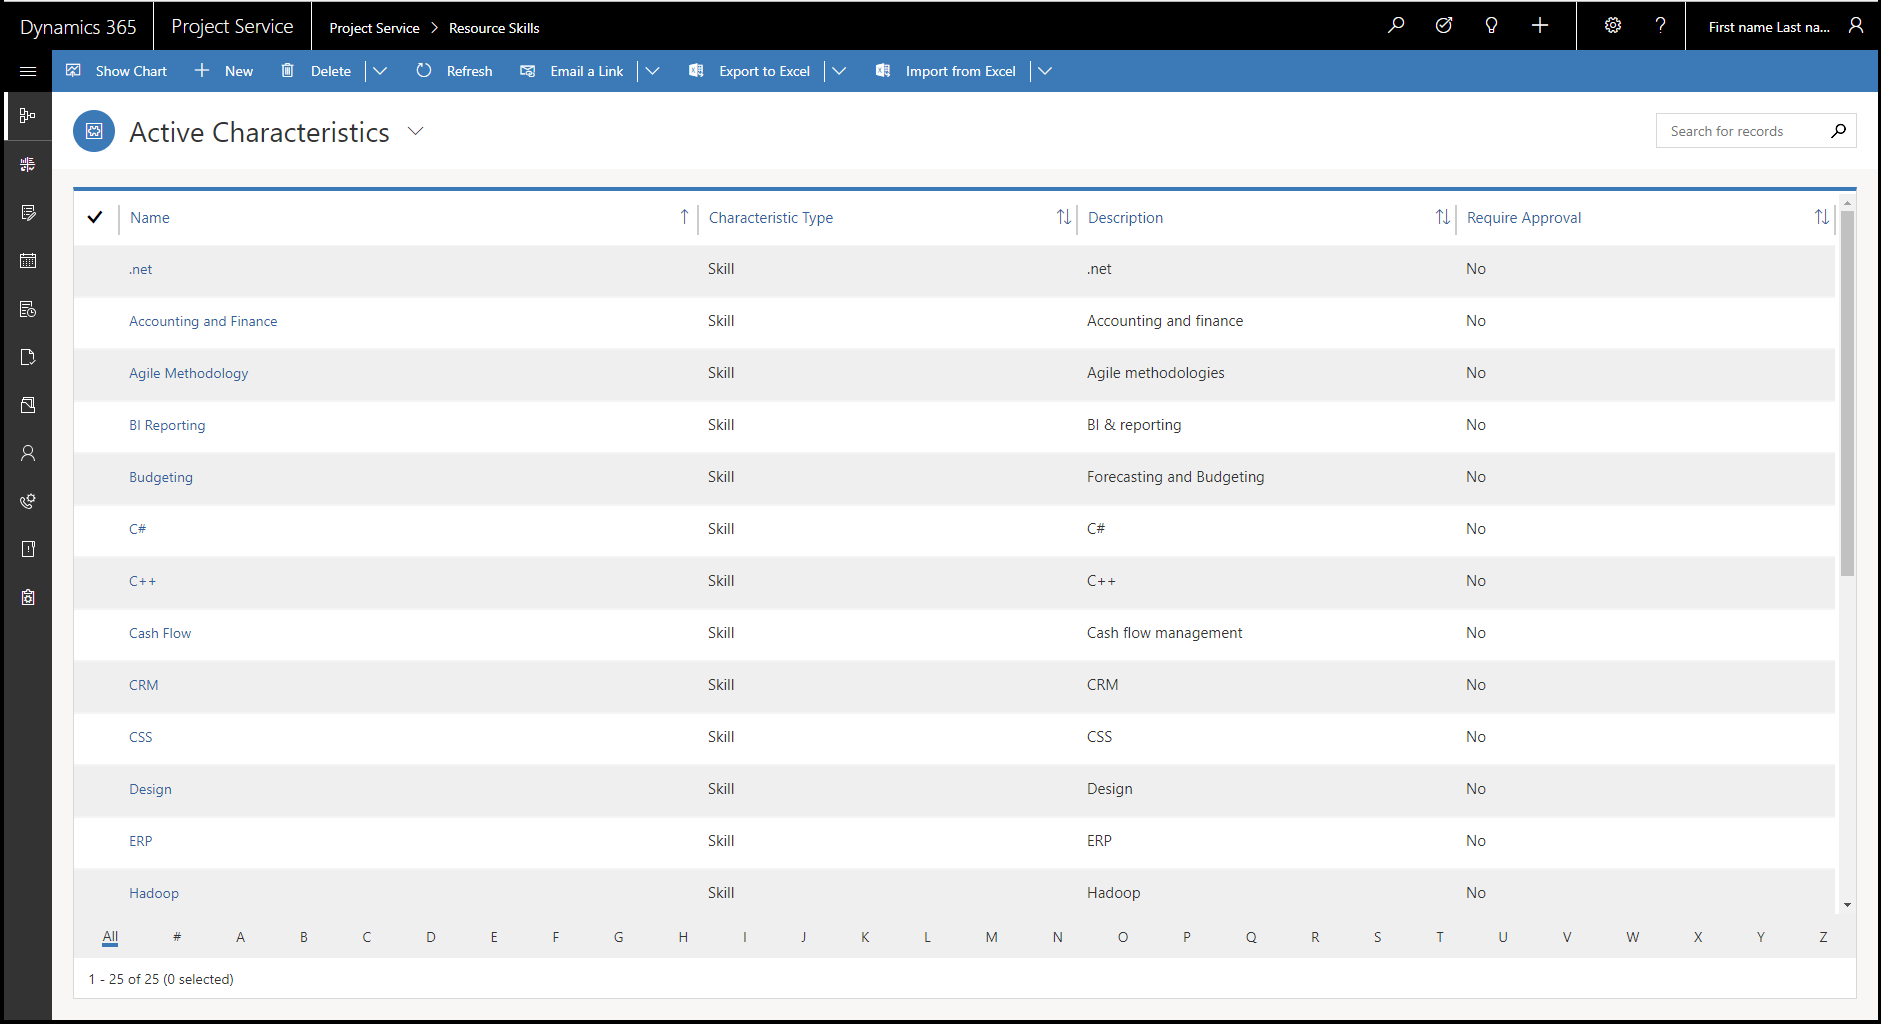 Dynamics 365 Project Service Project Service > Resource Skills ? First name Last na...
Show Chart New Delete Refresh Email a Link Export to Excel Import from Excel
Active Characteristics Search for records
Name Characteristic Type Description Require Approval
.net Skill .net No
Accounting and Finance Skill Accounting and finance No
Agile Methodology Skill Agile methodologies No
BI Reporting Skill BI & reporting No
Budgeting Skill Forecasting and Budgeting No
C# Skill C# No
C++ Skill C++ No
Cash Flow Skill Cash flow management No
CRM Skill CRM No
CSS Skill CSS No
Design Skill Design No
ERP Skill ERP No
Hadoop Skill Hadoop No
All # A B C D E F G H I J K L M N O P Q R S T U V W X Y Z
1 - 25 of 25 (0 selected)